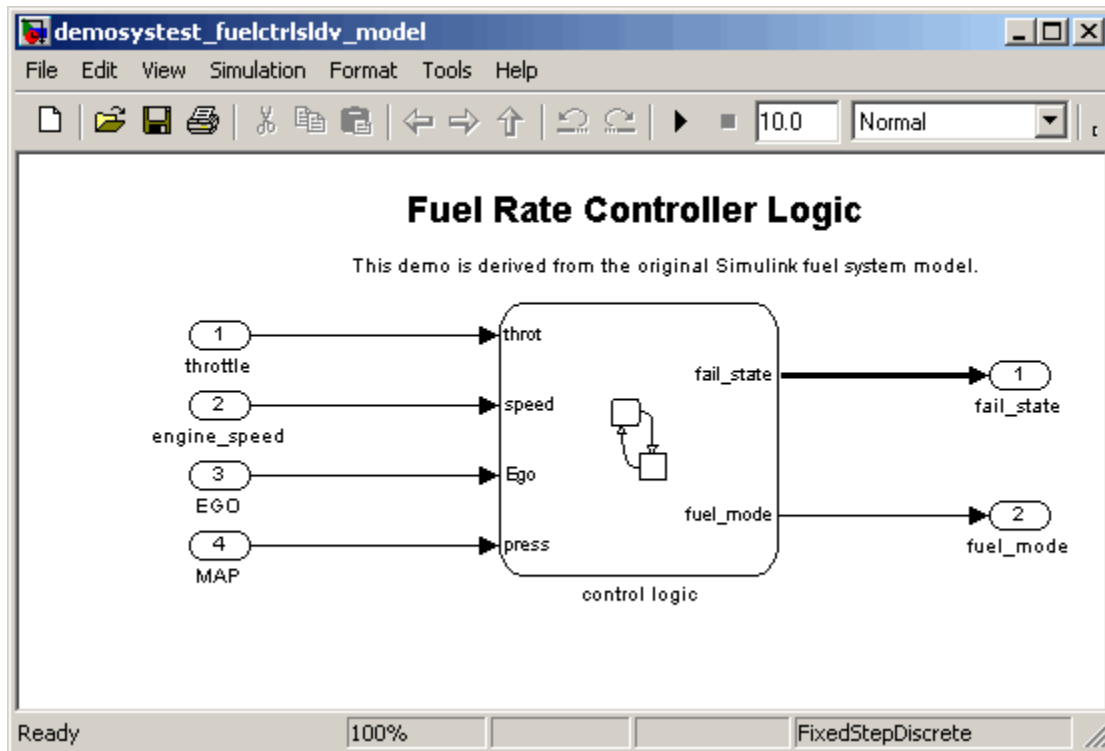 demosystest_fuelctrlsldv_model
File Edit View Simulation Format Tools Help
10.0 Normal
Fuel Rate Controller Logic
This demo is derived from the original Simulink fuel system model.
1
throttle
throt
2
engine_speed
speed
3
EGO
Ego
4
MAP
press
fail_state
1
fail_state
fuel_mode
2
fuel_mode
control logic
Ready 100% FixedStepDiscrete